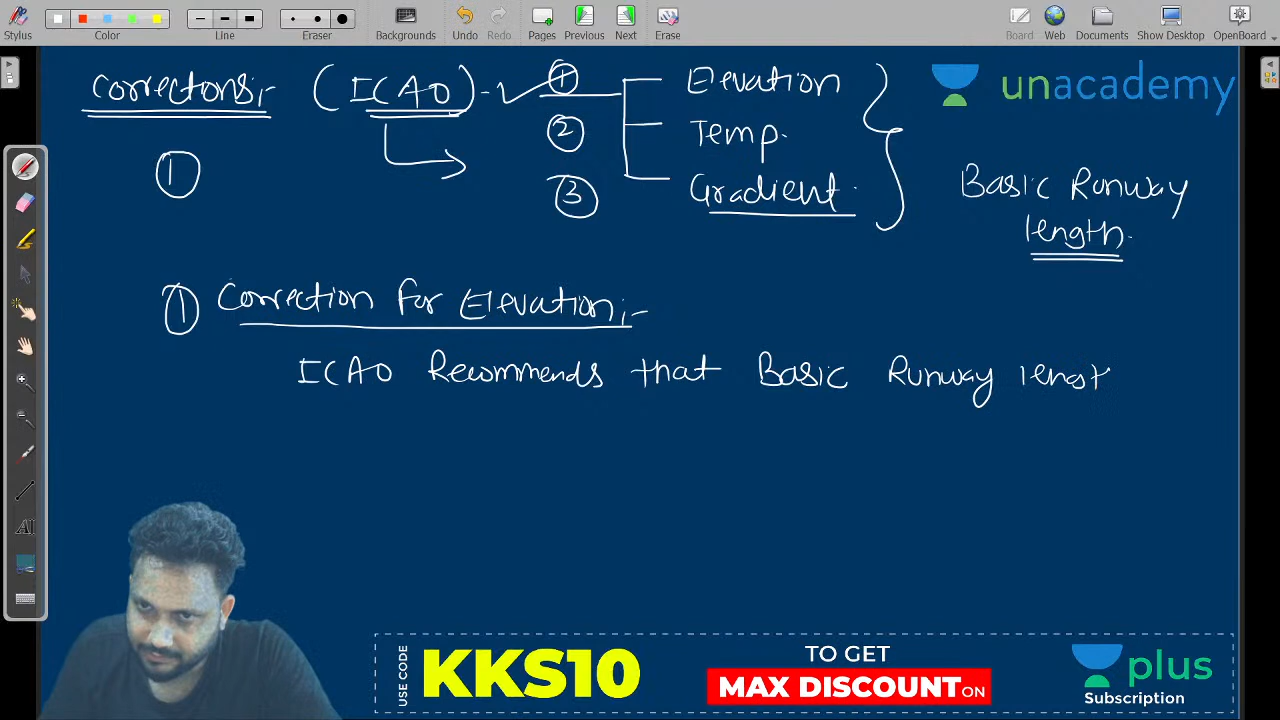 Stylus
Color
Line
Eraser
Backgrounds
Undo
Redo
Pages
Previous
Next
Erase
Board
Web
Documents
Show Desktop
OpenBoard
Correctons:- (ICAO) - ✓ ① Elevation
② Temp.
③ Gradient.
①
Basic Runway
length.
unacademy
① Correction For Elevation:-
ICAO Recommends that Basic Runway lengt
USE CODE
KKS10
TO GET
MAX DISCOUNT ON
plus
Subscription